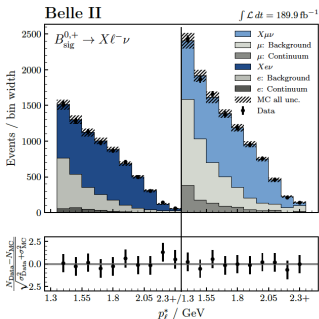 Belle II
∫ ℒ dt = 189.9 fb⁻¹
B⁰,⁺sig → Xℓ⁻ν
Xμν
μ: Background
μ: Continuum
Xeν
e: Background
e: Continuum
MC all unc.
Data
Events / bin width
2500
2000
1500
1000
500
0
(N_Data−N_MC) / √(σ²_Data+σ²_MC)
2.5
0.0
−2.5
1.3 1.55 1.8 2.05 2.3+/1.3 1.55 1.8 2.05 2.3+
p*ℓ / GeV